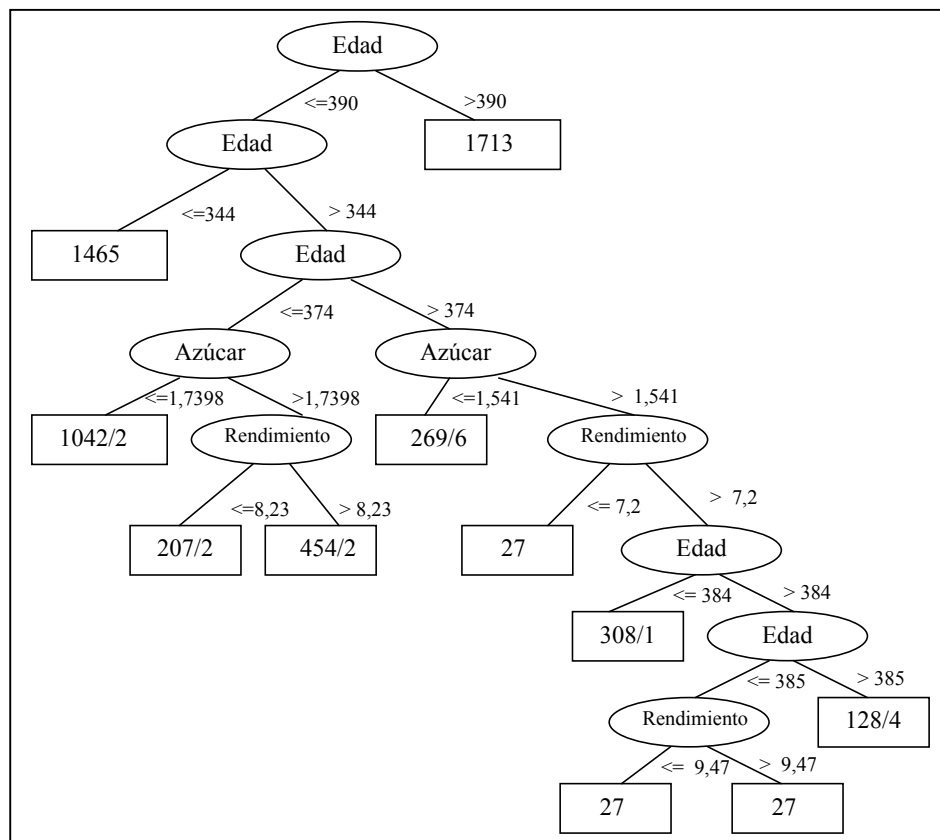 Edad
<=390 >390
Edad 1713
<=344 > 344
1465 Edad
<=374 > 374
Azúcar Azúcar
<=1,7398 >1,7398 <=1,541 > 1,541
1042/2 Rendimiento 269/6 Rendimiento
<=8,23 > 8,23 <= 7,2 > 7,2
207/2 454/2 27 Edad
<= 384 > 384
308/1 Edad
<= 385 > 385
Rendimiento 128/4
<= 9,47 > 9,47
27 27